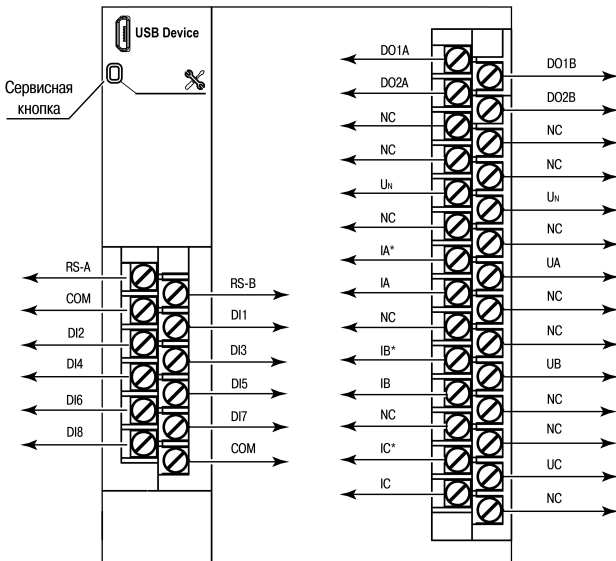 USB Device
Сервисная
кнопка
RS-A
COM
DI2
DI4
DI6
DI8
RS-B
DI1
DI3
DI5
DI7
COM
DO1A
DO2A
NC
NC
UN
NC
IA*
IA
NC
IB*
IB
NC
IC*
IC
DO1B
DO2B
NC
NC
UN
NC
UA
NC
NC
UB
NC
NC
UC
NC